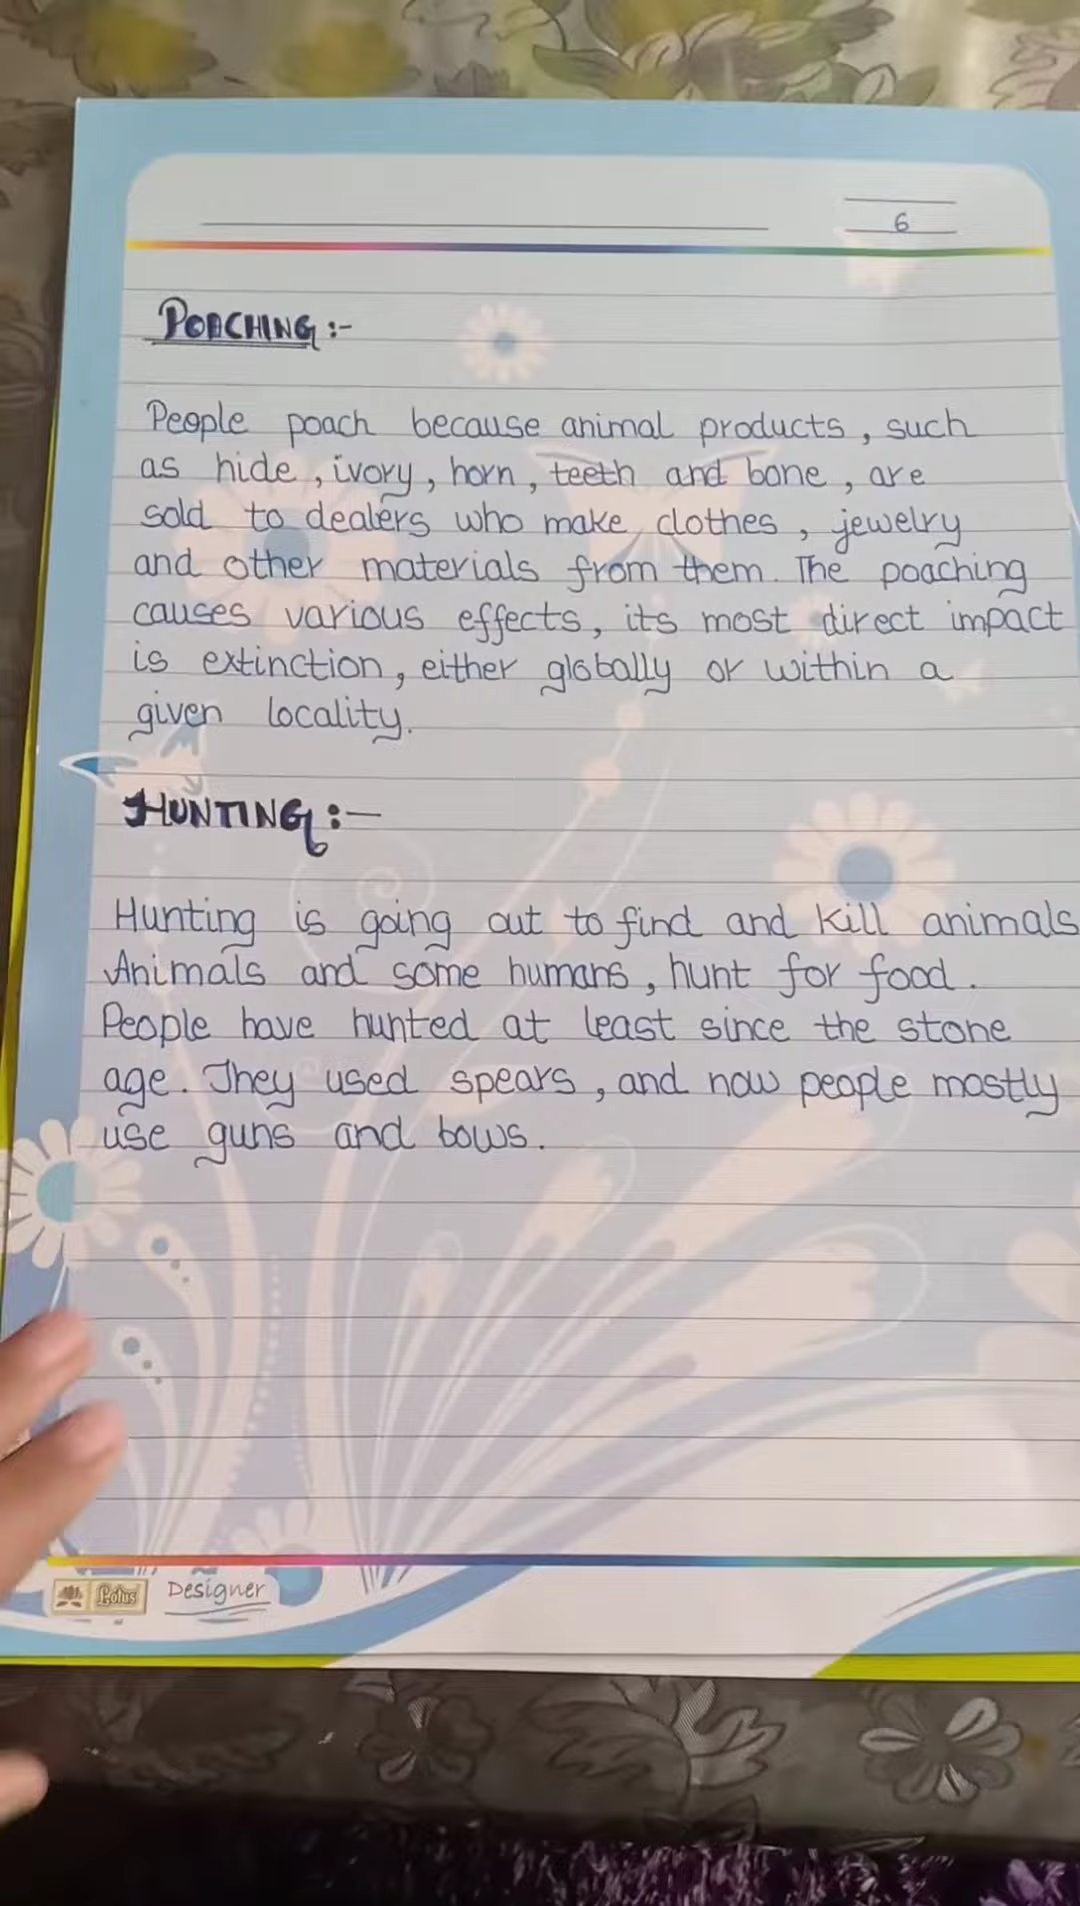 6
POACHING :-
People poach because animal products, such
as hide, ivory, horn, teeth and bone, are
sold to dealers who make clothes, jewelry
and other materials from them. The poaching
causes various effects, its most direct impact
is extinction, either globally or within a
given locality.
HUNTING :-
Hunting is going out to find and kill animals
Animals and some humans, hunt for food.
People have hunted at least since the stone
age. They used spears, and now people mostly
use guns and bows.
Lotus Designer